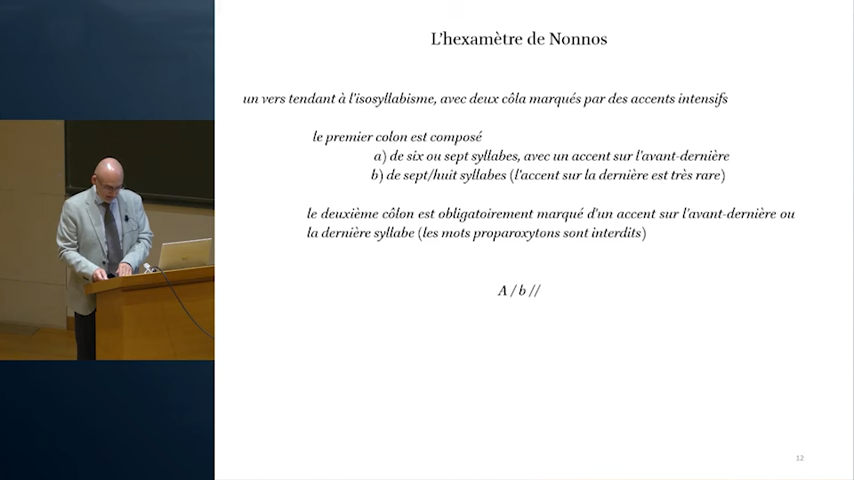 L'hexamètre de Nonnos
un vers tendant à l'isosyllabisme, avec deux côla marqués par des accents intensifs
le premier colon est composé
a) de six ou sept syllabes, avec un accent sur l'avant-dernière
b) de sept/huit syllabes (l'accent sur la dernière est très rare)
le deuxième côlon est obligatoirement marqué d'un accent sur l'avant-dernière ou
la dernière syllabe (les mots proparoxytons sont interdits)
A / b //
12